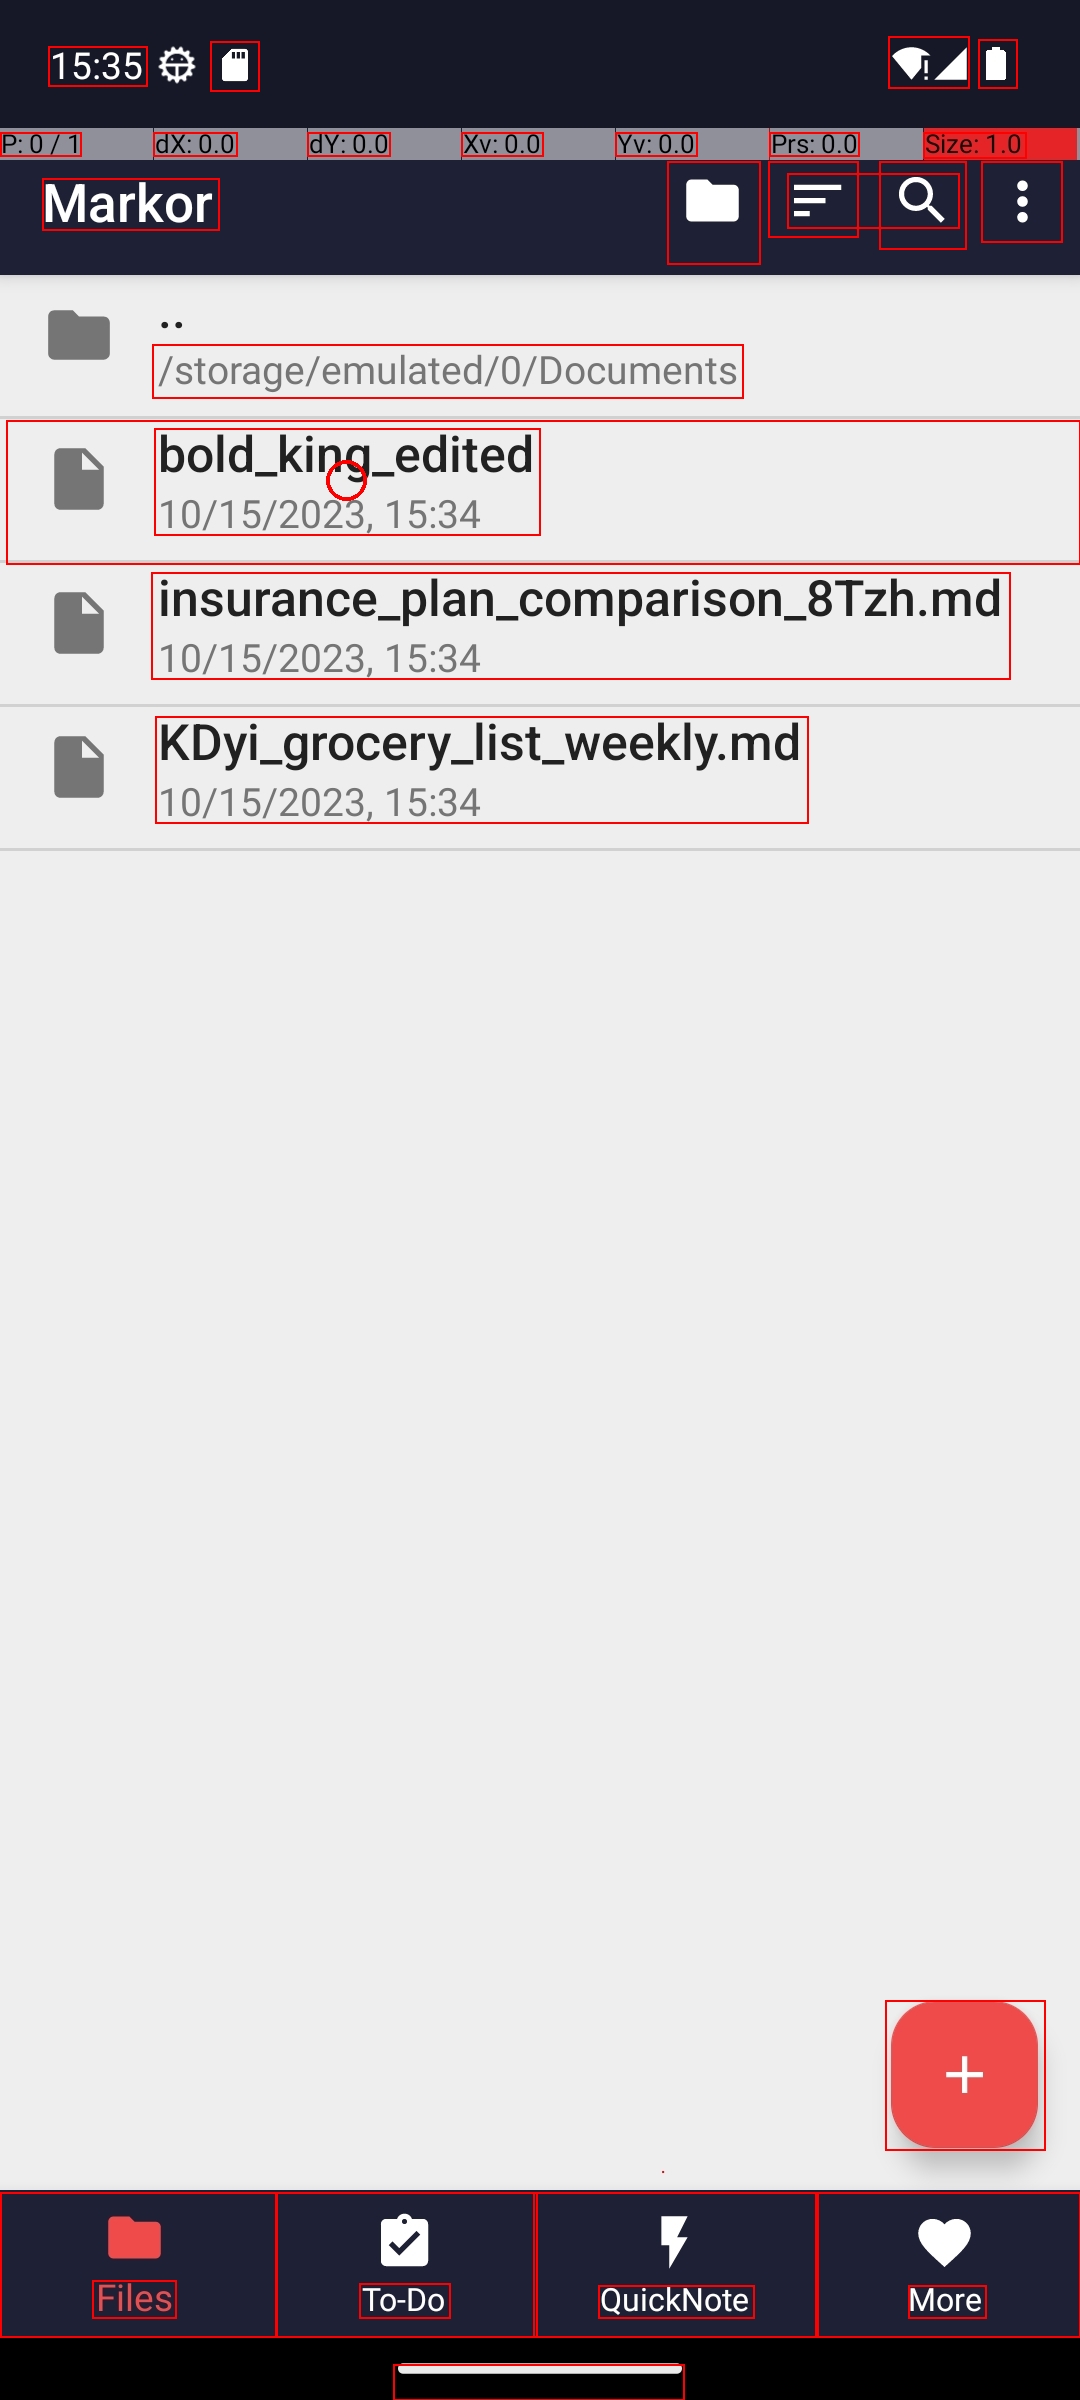 15:35
P: 0 / 1 dX: 0.0 dY: 0.0 Xv: 0.0 Yv: 0.0 Prs: 0.0 Size: 1.0
Markor
..
/storage/emulated/0/Documents
bold_king_edited
10/15/2023, 15:34
insurance_plan_comparison_8Tzh.md
10/15/2023, 15:34
KDyi_grocery_list_weekly.md
10/15/2023, 15:34
Files To-Do QuickNote More